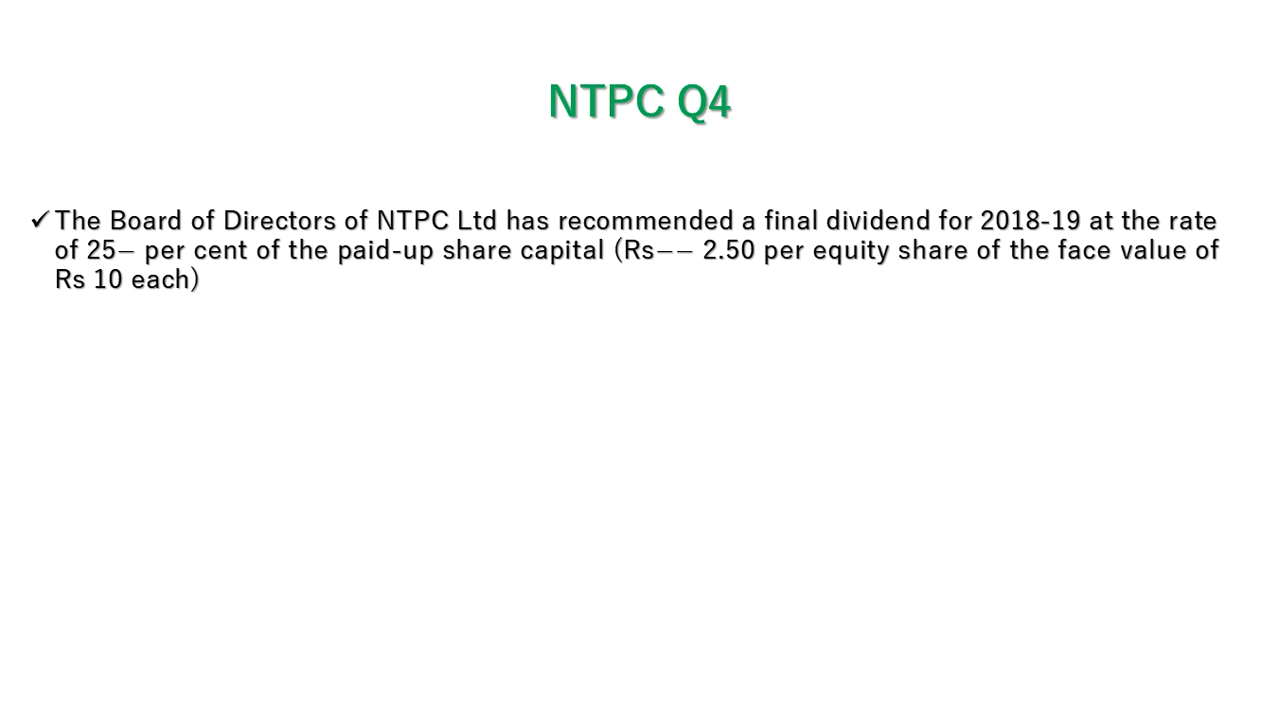 NTPC Q4
✓The Board of Directors of NTPC Ltd has recommended a final dividend for 2018-19 at the rate
of 25— per cent of the paid-up share capital (Rs—— 2.50 per equity share of the face value of
Rs 10 each)